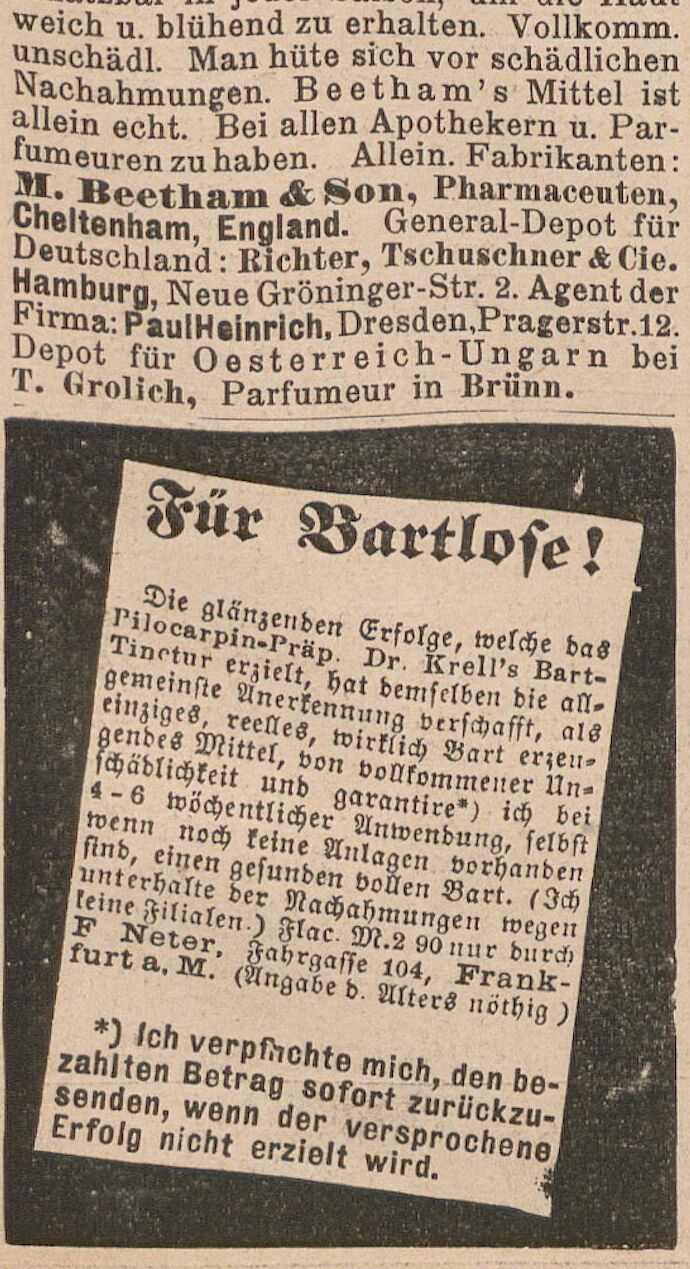 weich u. blühend zu erhalten. Vollkomm.
unschädl. Man hüte sich vor schädlichen
Nachahmungen. Beetham's Mittel ist
allein echt. Bei allen Apothekern u. Par-
fumeuren zu haben. Allein. Fabrikanten:
M. Beetham & Son, Pharmaceuten,
Cheltenham, England. General-Depot für
Deutschland: Richter, Tschuschner & Cie.
Hamburg, Neue Gröninger-Str. 2. Agent der
Firma: Paul Heinrich, Dresden, Pragerstr. 12.
Depot für Oesterreich-Ungarn bei
T. Grolich, Parfumeur in Brünn.
Für Bartlose!
Die glänzenden Erfolge, welche das
Pilocarpin-Präp. Dr. Krell's Bart-
Tinctur erzielt, hat demselben die all-
gemeinste Anerkennung verschafft, als
einziges, reelles, wirklich Bart erzeu-
gendes Mittel, von vollkommener Un-
schädlichkeit und garantire*) ich bei
4-6 wöchentlicher Anwendung, selbst
wenn noch keine Anlagen vorhanden
sind, einen gesunden vollen Bart. (Ich
unterhalte der Nachahmungen wegen
keine Filialen.) Flac. M. 2 90 nur durch
F Neter, Fahrgasse 104, Frank-
furt a. M. (Angabe d. Alters nöthig)
*) Ich verpflichte mich, den be-
zahlten Betrag sofort zurückzu-
senden, wenn der versprochene
Erfolg nicht erzielt wird.